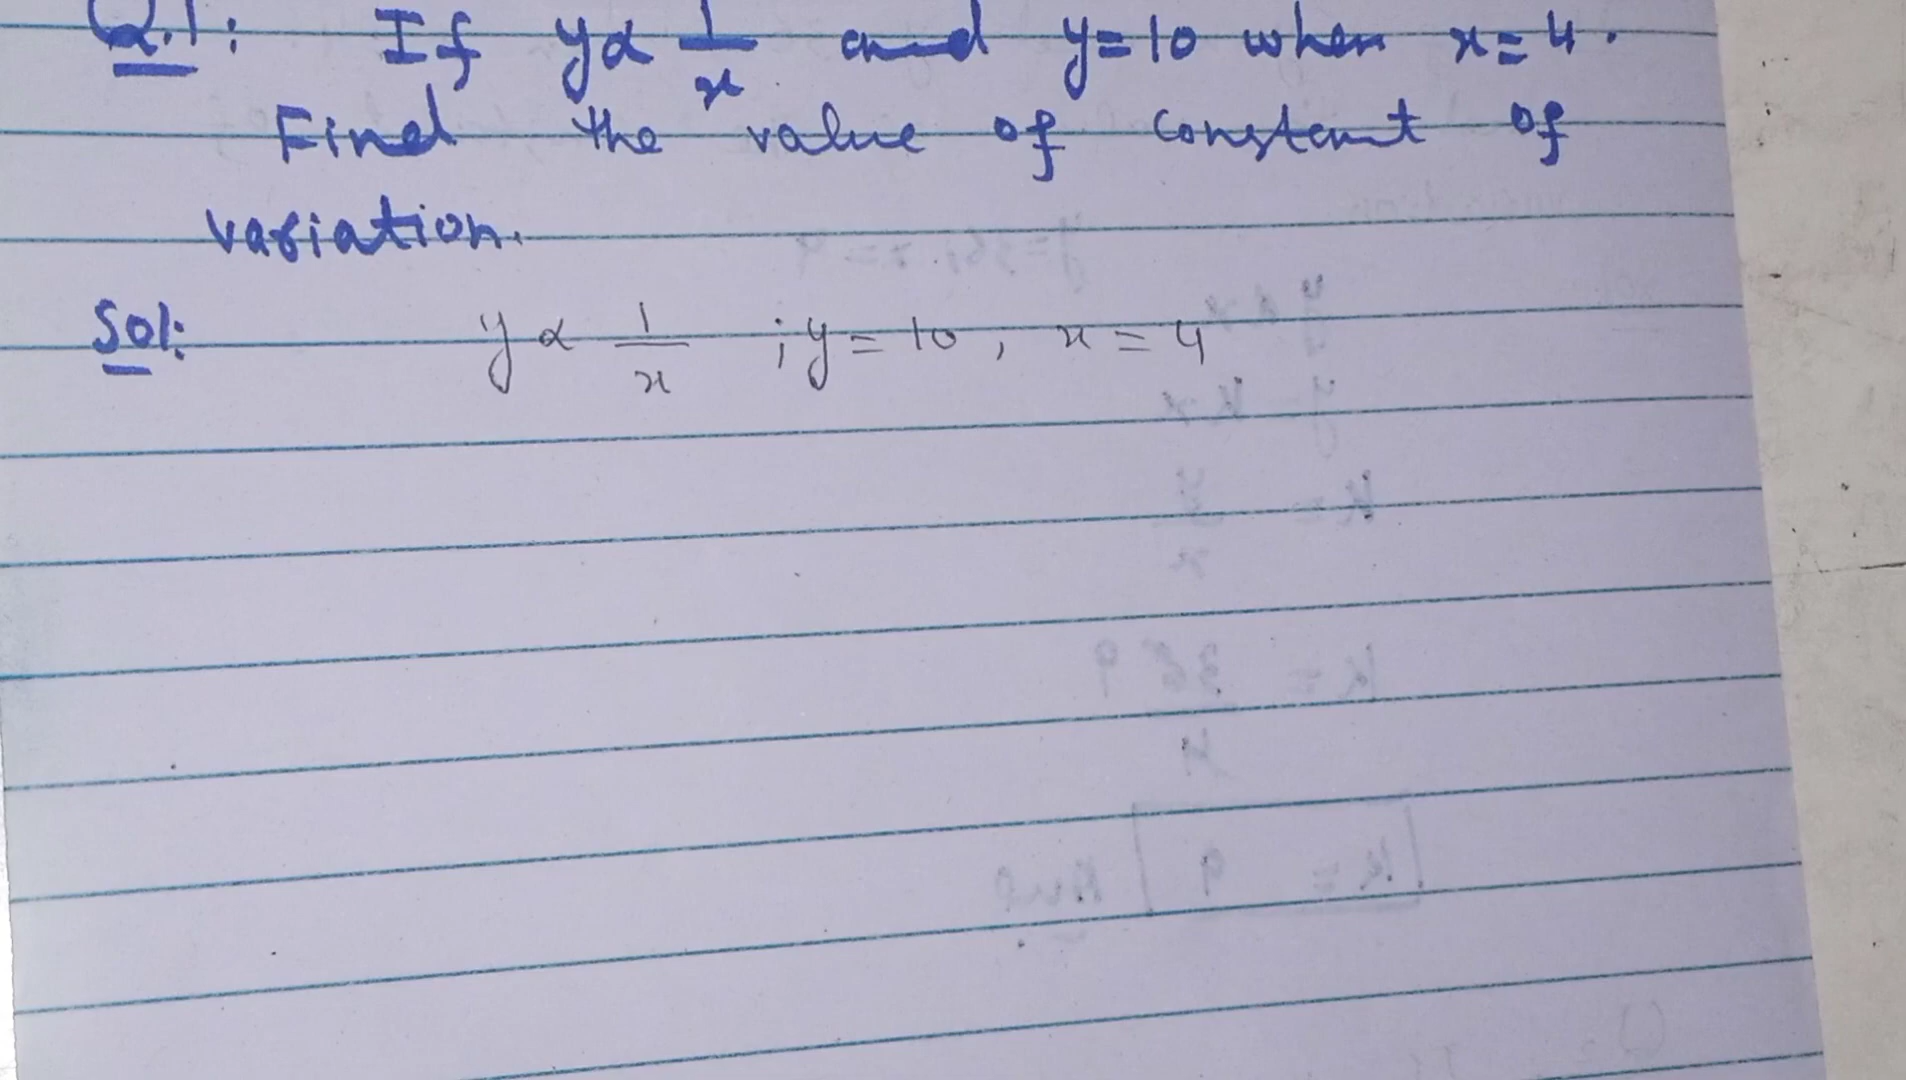 Q.1: If y∝ 1/x and y=10 when x=4.
Find the value of constant of
variation.
Sol: y ∝ 1/x ; y=10, x=4